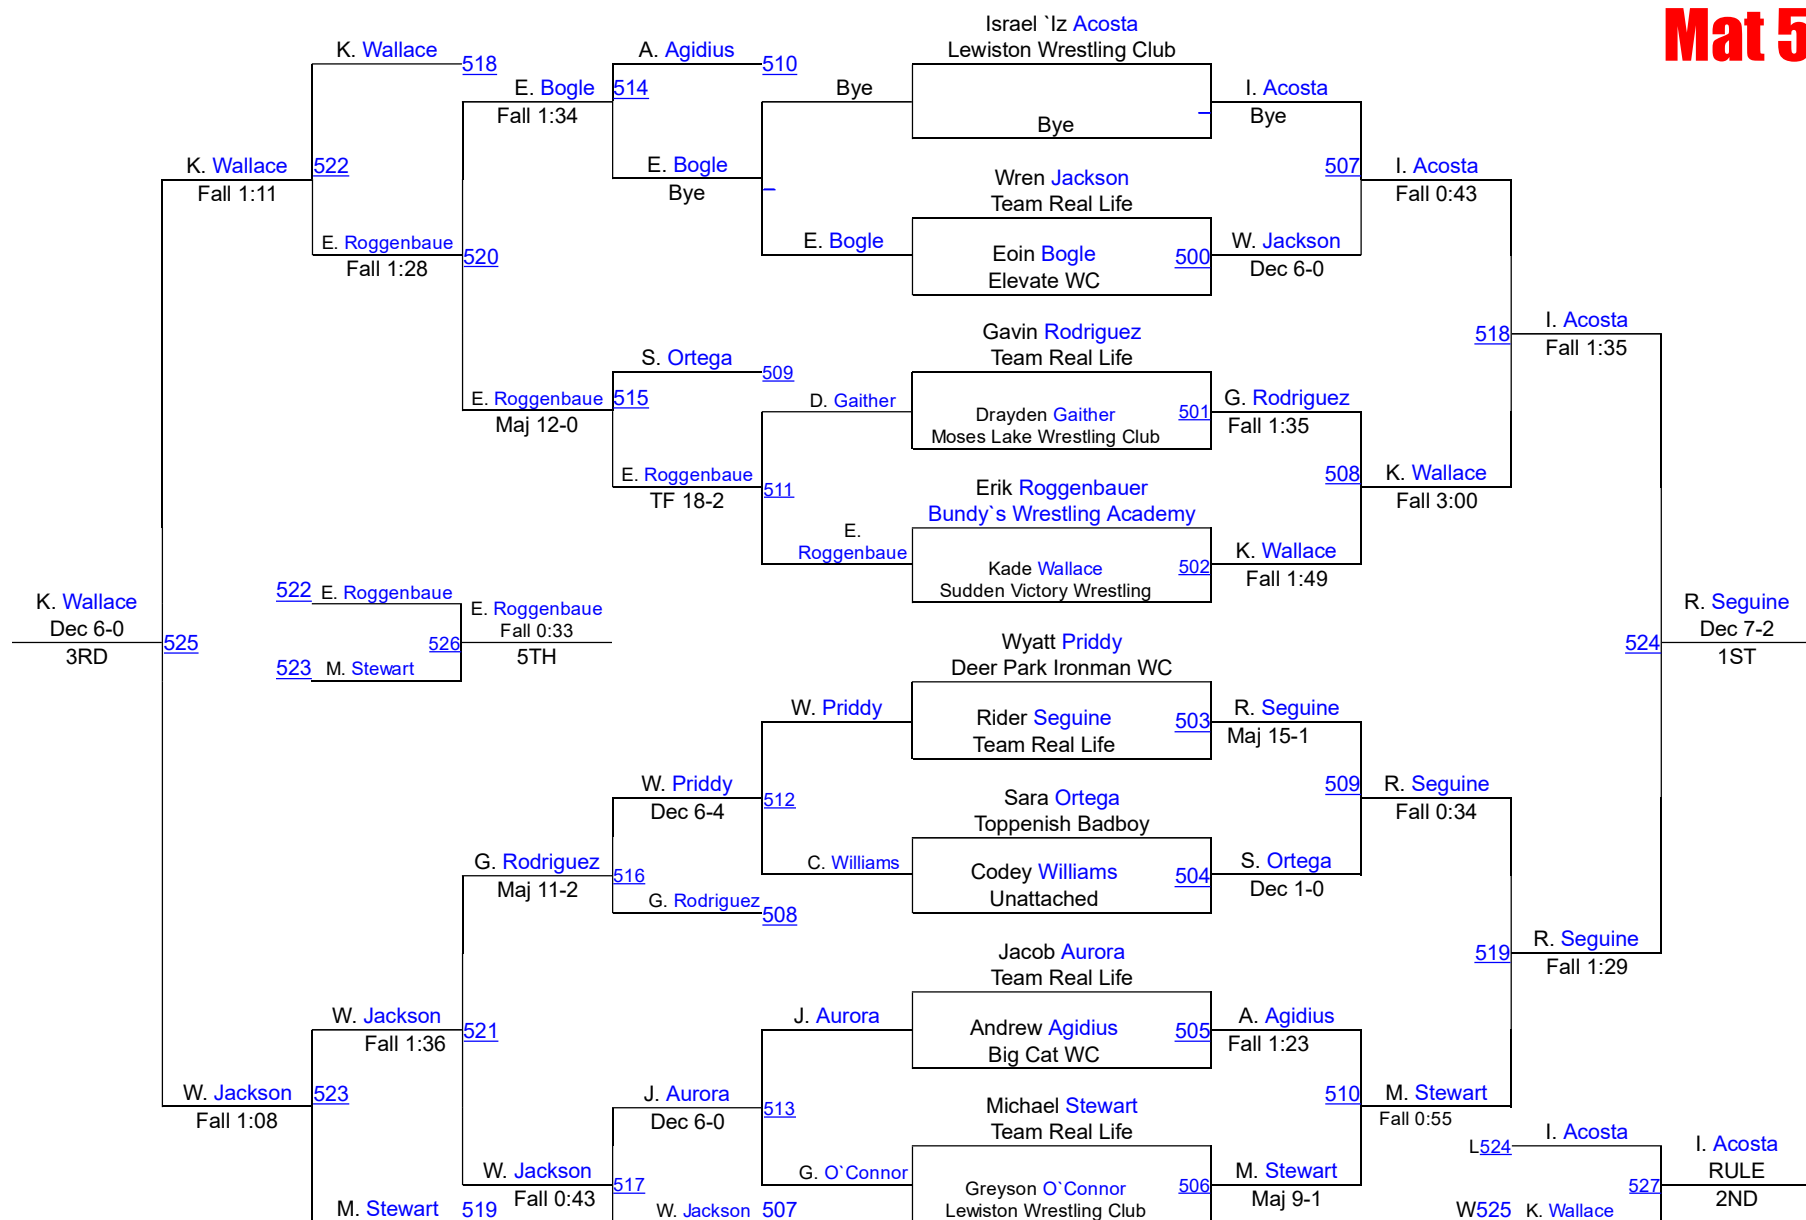 Mat 5
Israel `Iz Acosta
Lewiston Wrestling Club
K. Wallace
518
A. Agidius
510
E. Bogle
514
Fall 1:34
Bye
I. Acosta
Bye
Bye
K. Wallace
522
Fall 1:11
E. Bogle
Bye
Wren Jackson
Team Real Life
507
I. Acosta
Fall 0:43
E. Roggenbaue
Fall 1:28
520
E. Bogle
Eoin Bogle
Elevate WC
500
W. Jackson
Dec 6-0
Gavin Rodriguez
Team Real Life
518
I. Acosta
Fall 1:35
S. Ortega
509
E. Roggenbaue
515
Maj 12-0
D. Gaither
Drayden Gaither
Moses Lake Wrestling Club
501
G. Rodriguez
Fall 1:35
E. Roggenbaue
TF 18-2
511
Erik Roggenbauer
Bundy`s Wrestling Academy
508
K. Wallace
Fall 3:00
E.
Roggenbaue
Kade Wallace
Sudden Victory Wrestling
502
K. Wallace
Fall 1:49
K. Wallace
Dec 6-0
3RD
525
522
E. Roggenbaue
523
M. Stewart
526
E. Roggenbaue
Fall 0:33
5TH
524
R. Seguine
Dec 7-2
1ST
Wyatt Priddy
Deer Park Ironman WC
W. Priddy
Rider Seguine
Team Real Life
503
R. Seguine
Maj 15-1
W. Priddy
Dec 6-4
512
Sara Ortega
Toppenish Badboy
509
R. Seguine
Fall 0:34
G. Rodriguez
Maj 11-2
516
C. Williams
Codey Williams
Unattached
504
S. Ortega
Dec 1-0
G. Rodriguez
508
Jacob Aurora
Team Real Life
519
R. Seguine
Fall 1:29
W. Jackson
Fall 1:36
521
J. Aurora
Andrew Agidius
Big Cat WC
505
A. Agidius
Fall 1:23
W. Jackson
Fall 1:08
523
J. Aurora
Dec 6-0
513
Michael Stewart
Team Real Life
510
M. Stewart
Fall 0:55
L524
I. Acosta
I. Acosta
RULE
2ND
527
W. Jackson
Fall 0:43
517
G. O`Connor
Greyson O`Connor
Lewiston Wrestling Club
506
M. Stewart
Maj 9-1
M. Stewart
519
W. Jackson
507
W525
K. Wallace